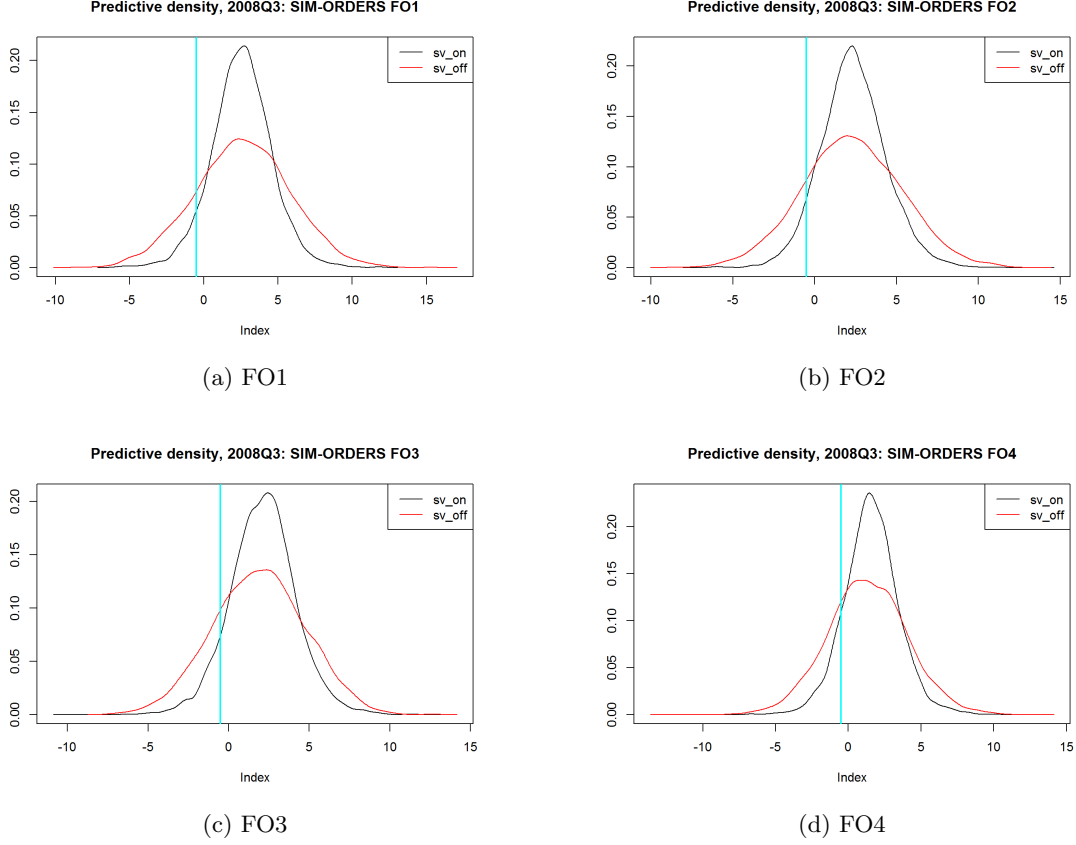 Predictive density, 2008Q3: SIM-ORDERS FO1
sv_on
sv_off
0.20
0.15
0.10
0.05
0.00
-10 -5 0 5 10 15
Index
(a) FO1
Predictive density, 2008Q3: SIM-ORDERS FO2
sv_on
sv_off
0.20
0.15
0.10
0.05
0.00
-10 -5 0 5 10 15
Index
(b) FO2
Predictive density, 2008Q3: SIM-ORDERS FO3
sv_on
sv_off
0.20
0.15
0.10
0.05
0.00
-10 -5 0 5 10 15
Index
(c) FO3
Predictive density, 2008Q3: SIM-ORDERS FO4
sv_on
sv_off
0.20
0.15
0.10
0.05
0.00
-10 -5 0 5 10 15
Index
(d) FO4